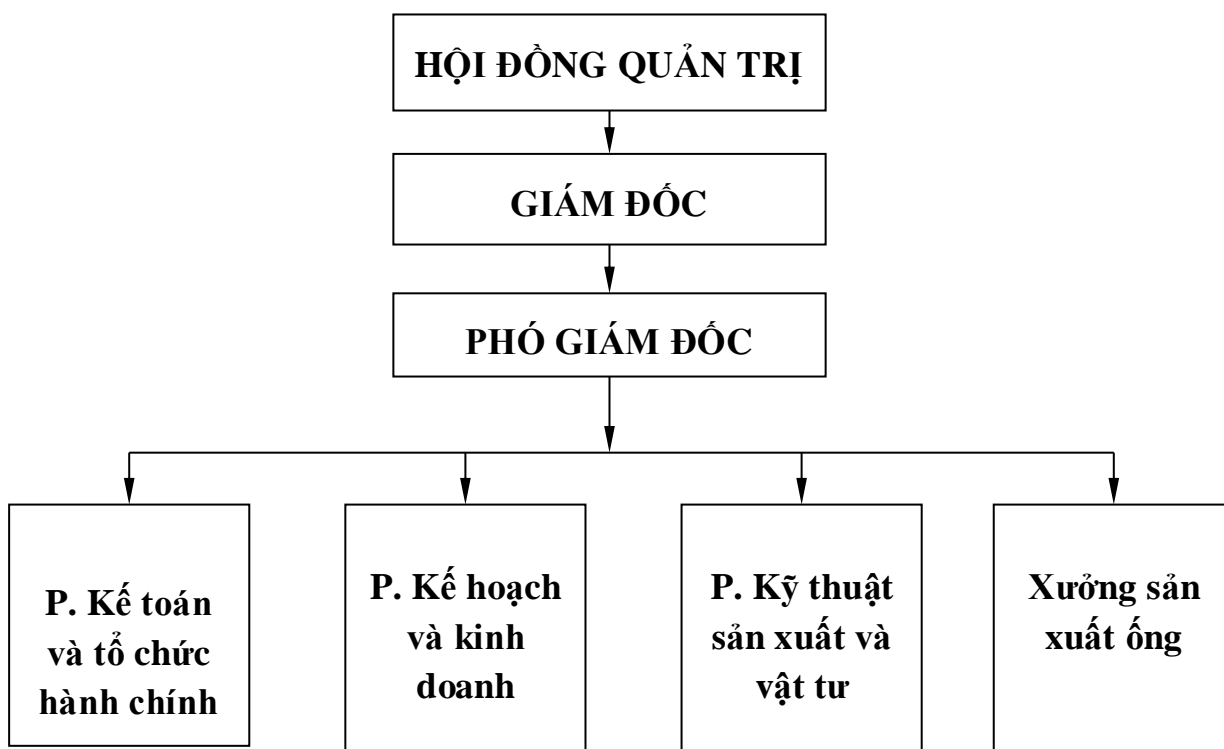 HỘI ĐỒNG QUẢN TRỊ
GIÁM ĐỐC
PHÓ GIÁM ĐỐC
P. Kế toán
và tổ chức
hành chính
P. Kế hoạch
và kinh
doanh
P. Kỹ thuật
sản xuất và
vật tư
Xưởng sản
xuất ống